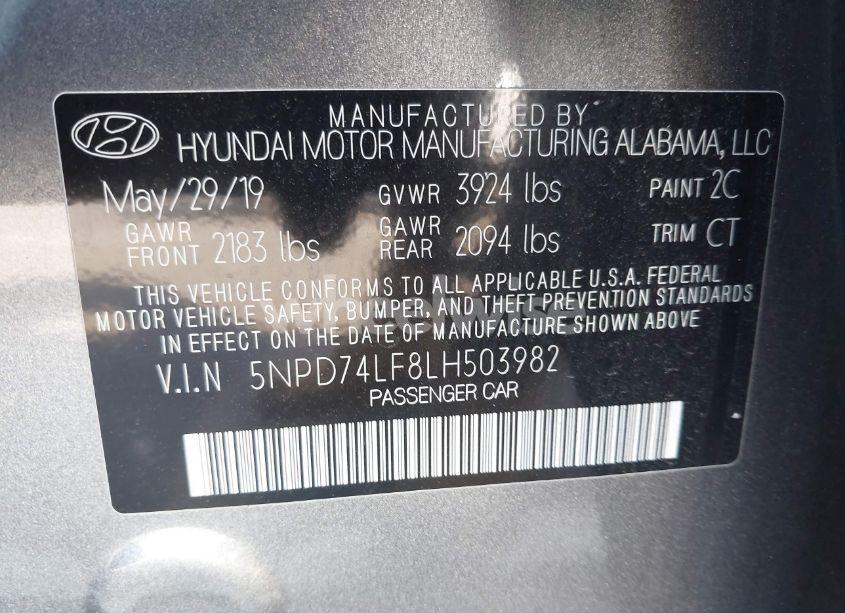 MANUFACTURED BY
HYUNDAI MOTOR MANUFACTURING ALABAMA, LLC
May/29/19 GVWR 3924 lbs PAINT 2C
GAWR FRONT 2183 lbs GAWR REAR 2094 lbs TRIM CT
THIS VEHICLE CONFORMS TO ALL APPLICABLE U.S.A. FEDERAL
MOTOR VEHICLE SAFETY, BUMPER, AND THEFT PREVENTION STANDARDS
IN EFFECT ON THE DATE OF MANUFACTURE SHOWN ABOVE
V.I.N 5NPD74LF8LH503982
PASSENGER CAR